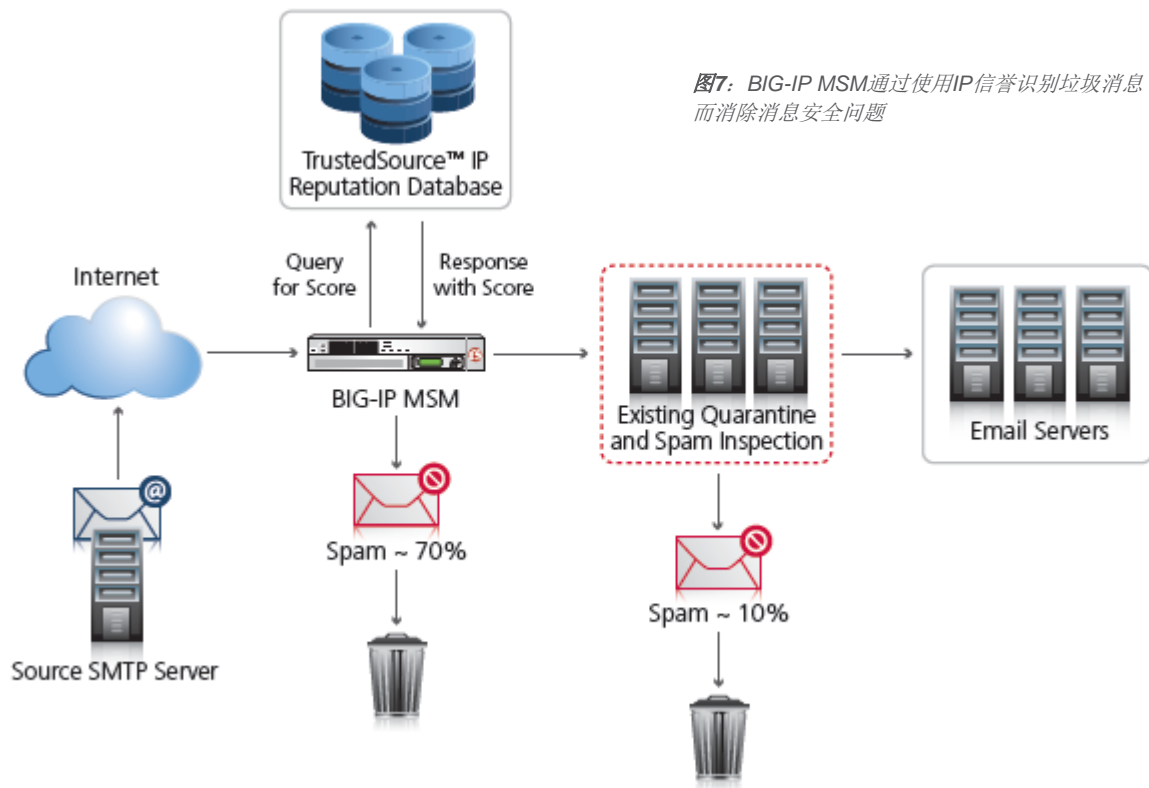 图7：BIG-IP MSM通过使用IP信誉识别垃圾消息
而消除消息安全问题
TrustedSource™ IP
Reputation Database
Internet
Query
for Score
Response
with Score
BIG-IP MSM
Existing Quarantine
and Spam Inspection
Email Servers
@
Spam ~ 70%
Spam ~ 10%
Source SMTP Server